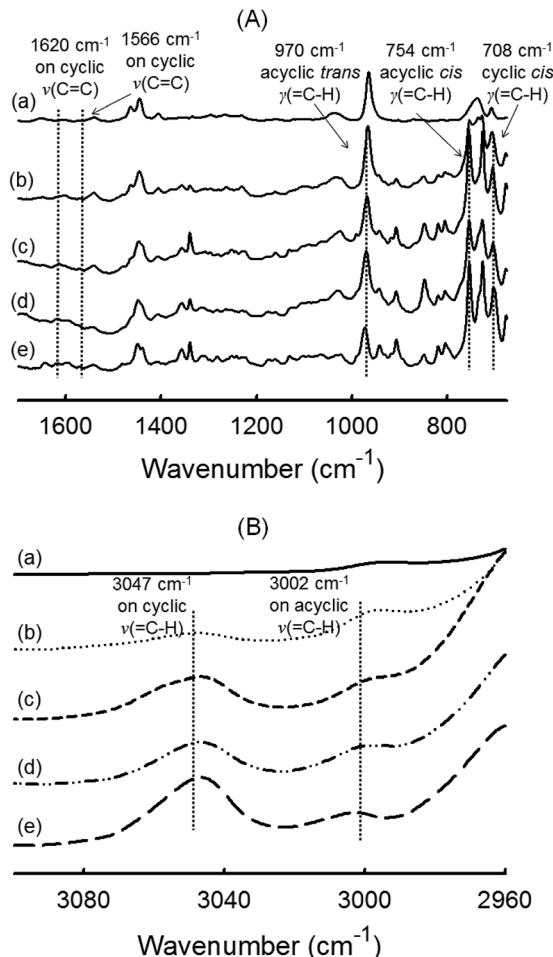 (A)
1620 cm⁻¹
on cyclic
ν(C=C)
1566 cm⁻¹
on cyclic
ν(C=C)
970 cm⁻¹
acyclic trans
γ(=C-H)
754 cm⁻¹
acyclic cis
γ(=C-H)
708 cm⁻¹
cyclic cis
γ(=C-H)
(a)
(b)
(c)
(d)
(e)
1600 1400 1200 1000 800
Wavenumber (cm⁻¹)
(B)
(a)
3047 cm⁻¹
on cyclic
ν(=C-H)
3002 cm⁻¹
on acyclic
ν(=C-H)
(b)
(c)
(d)
(e)
3080 3040 3000 2960
Wavenumber (cm⁻¹)